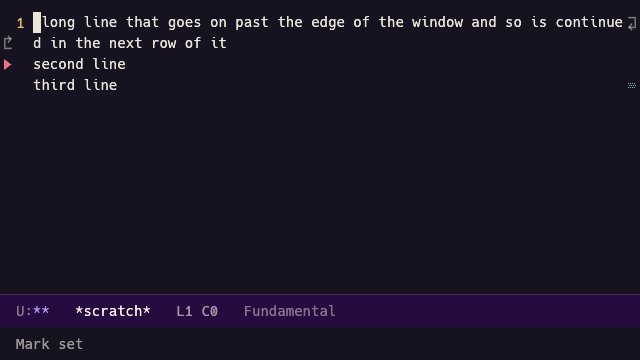 1 long line that goes on past the edge of the window and so is continue
d in the next row of it
second line
third line
U:** *scratch* L1 C0 Fundamental
Mark set